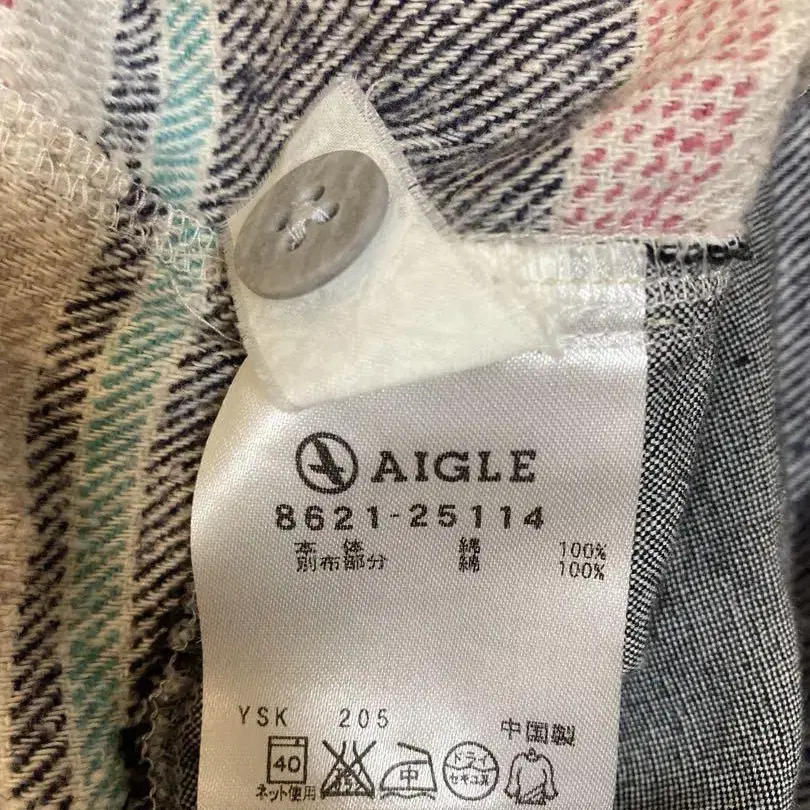 AIGLE
8621-25114
本体 綿 100%
別布部分 綿 100%
YSK 205
中国製
40 中 ドライ セキユ系
ネット使用